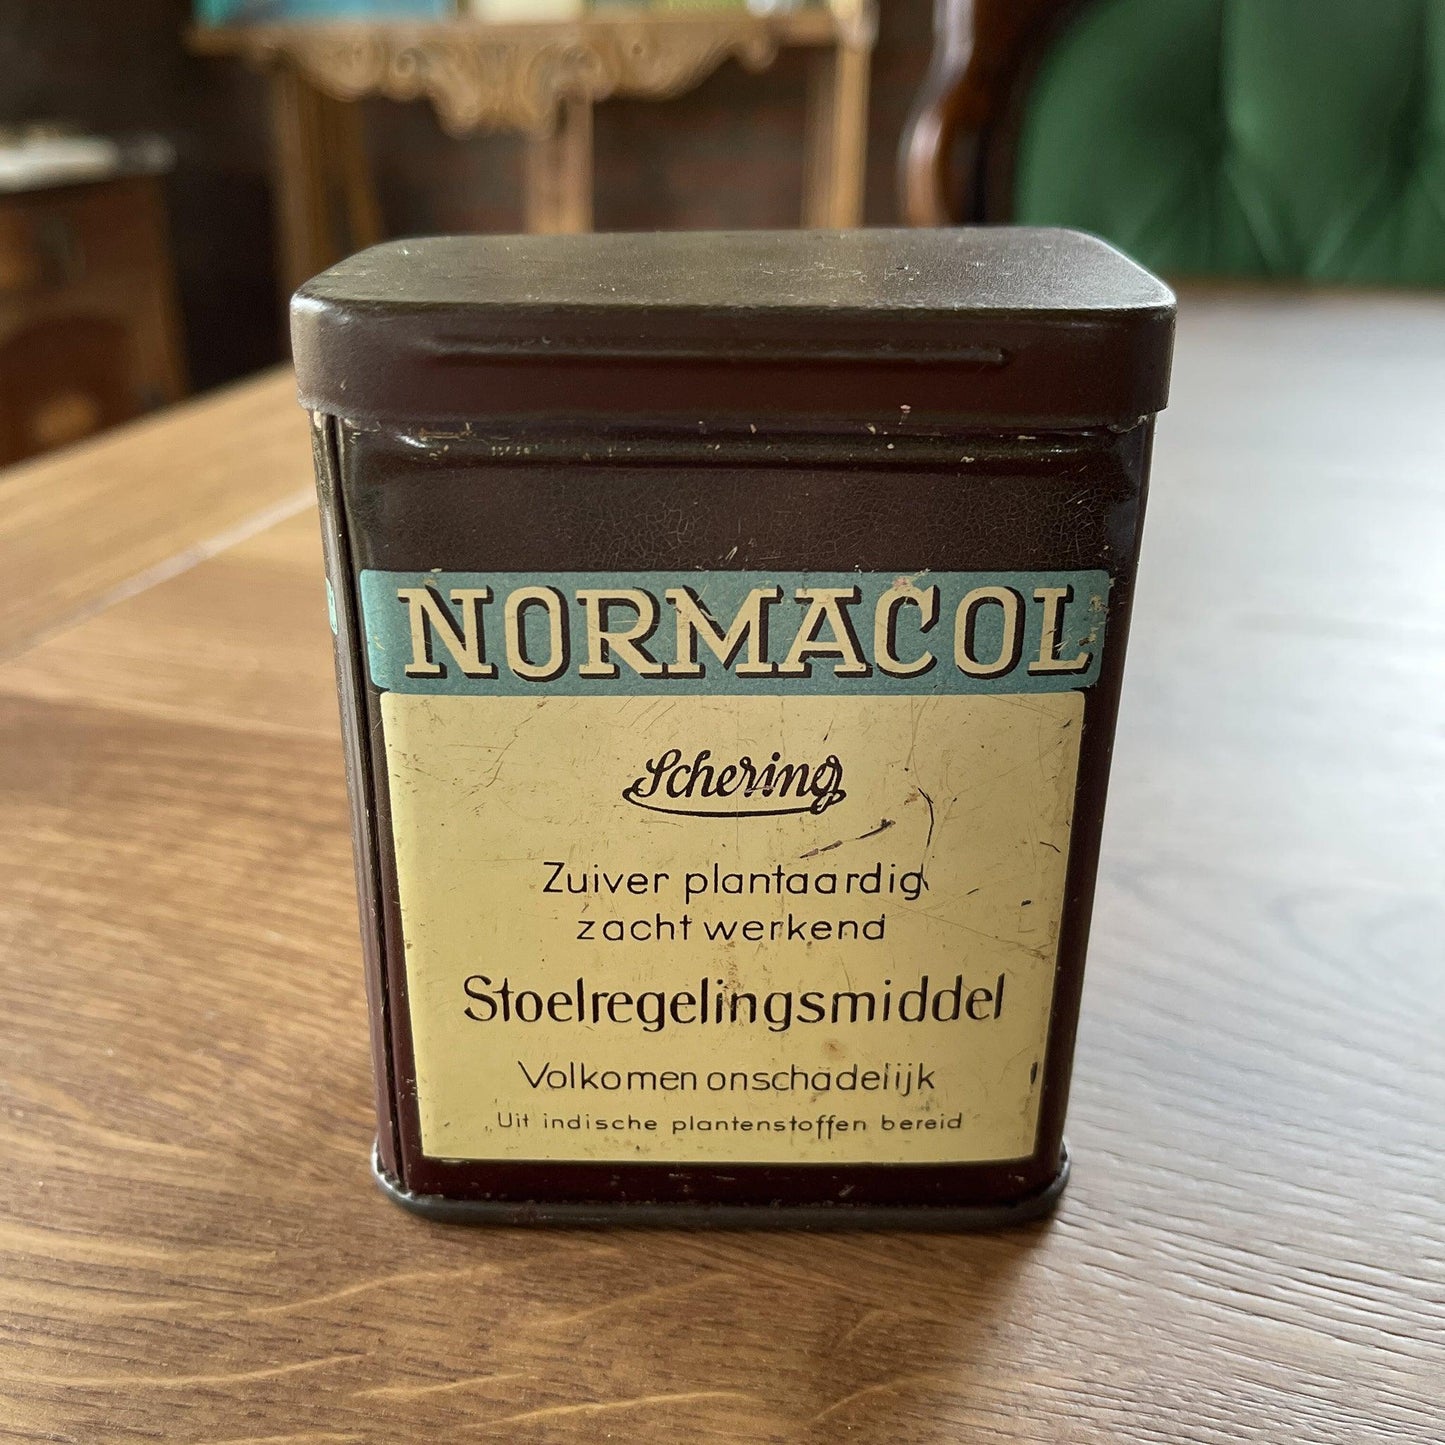 NORMACOL
Schering
Zuiver plantaardig
zacht werkend
Stoelregelingsmiddel
Volkomen onschadelijk
Uit indische plantenstoffen bereid